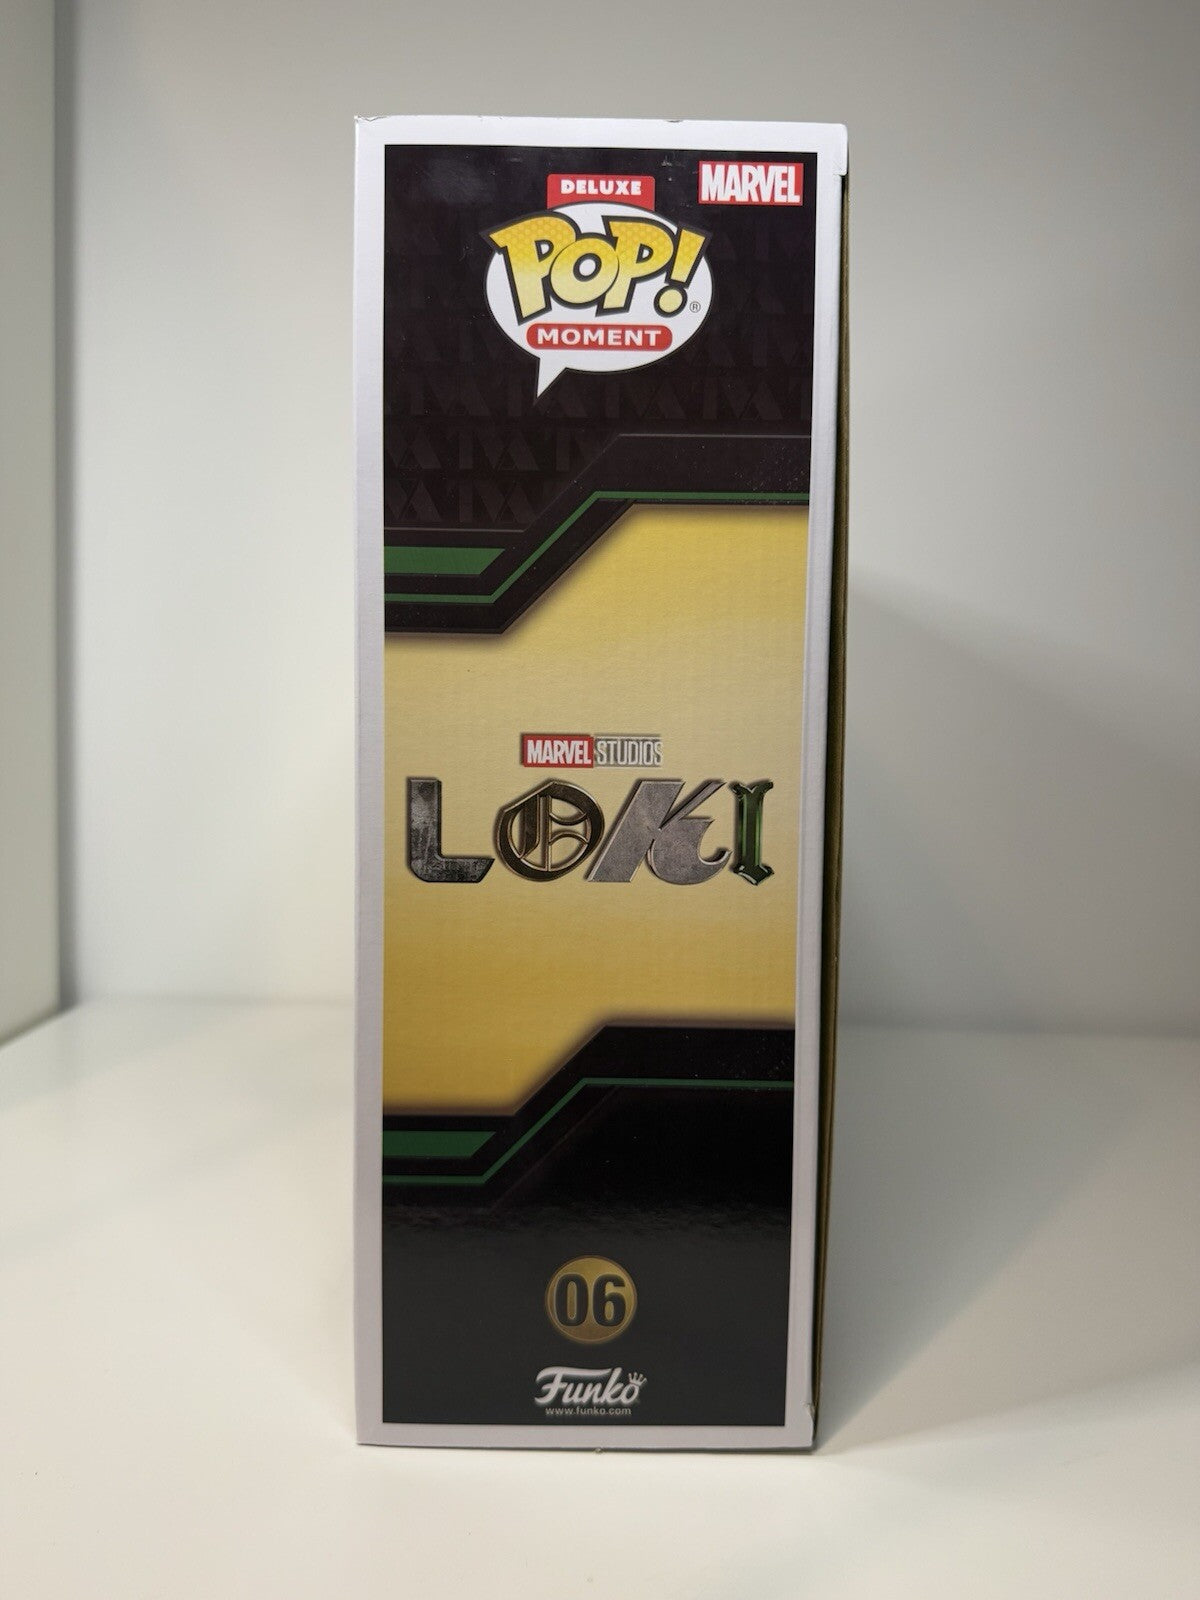 DELUXE
MARVEL
POP!
®
MOMENT
MARVEL STUDIOS
LOKI
06
Funko
www.funko.com